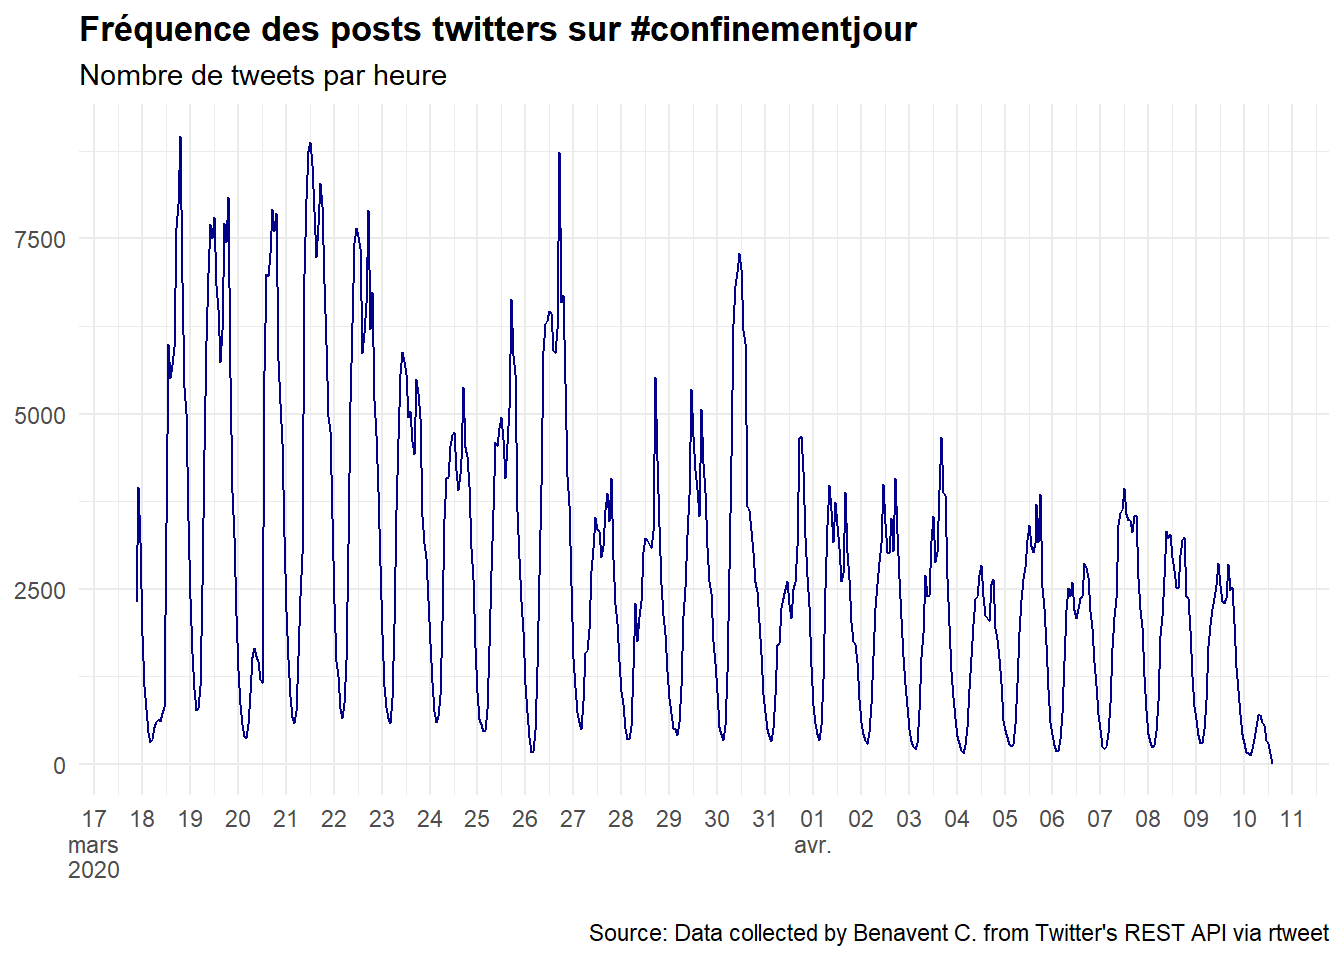 Fréquence des posts twitters sur #confinementjour
Nombre de tweets par heure
7500
5000
2500
0
17 18 19 20 21 22 23 24 25 26 27 28 29 30 31 01 02 03 04 05 06 07 08 09 10 11
mars avr.
2020
Source: Data collected by Benavent C. from Twitter's REST API via rtweet